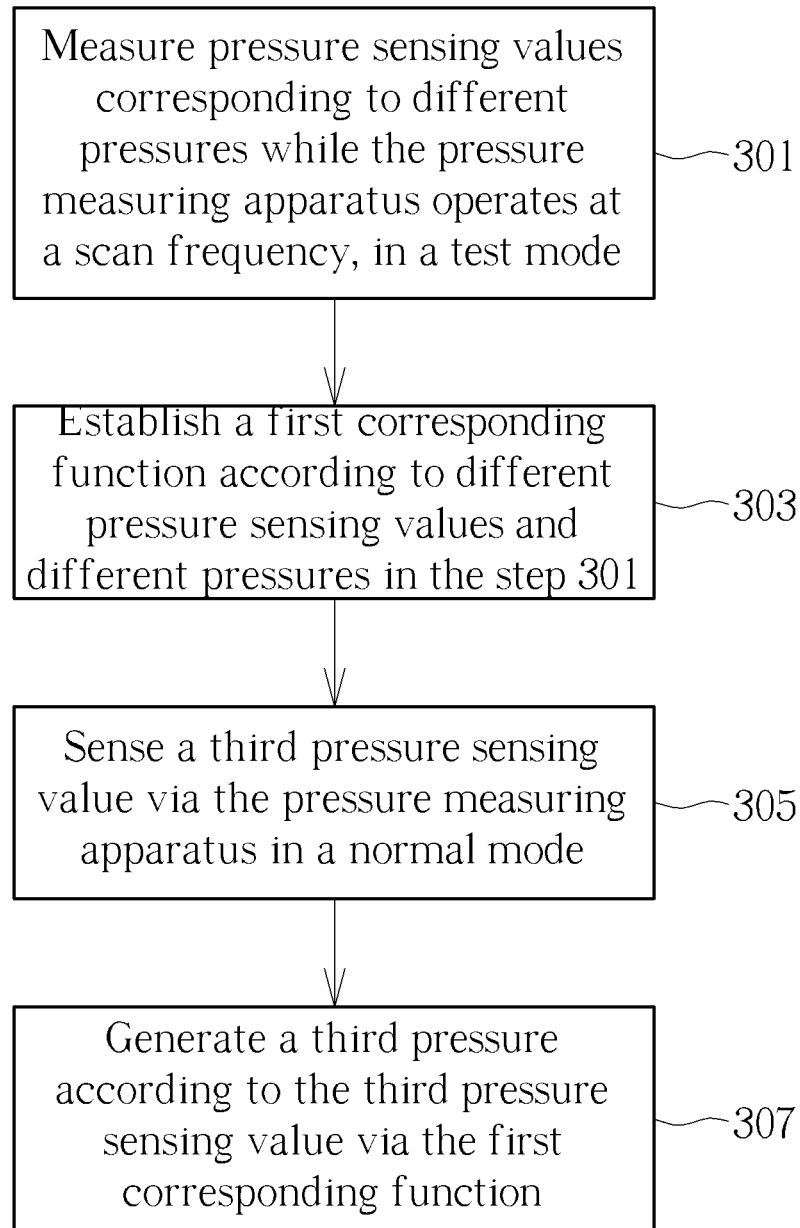 Measure pressure sensing values
corresponding to different
pressures while the pressure
measuring apparatus operates at
a scan frequency, in a test mode
301
Establish a first corresponding
function according to different
pressure sensing values and
different pressures in the step 301
303
Sense a third pressure sensing
value via the pressure measuring
apparatus in a normal mode
305
Generate a third pressure
according to the third pressure
sensing value via the first
corresponding function
307